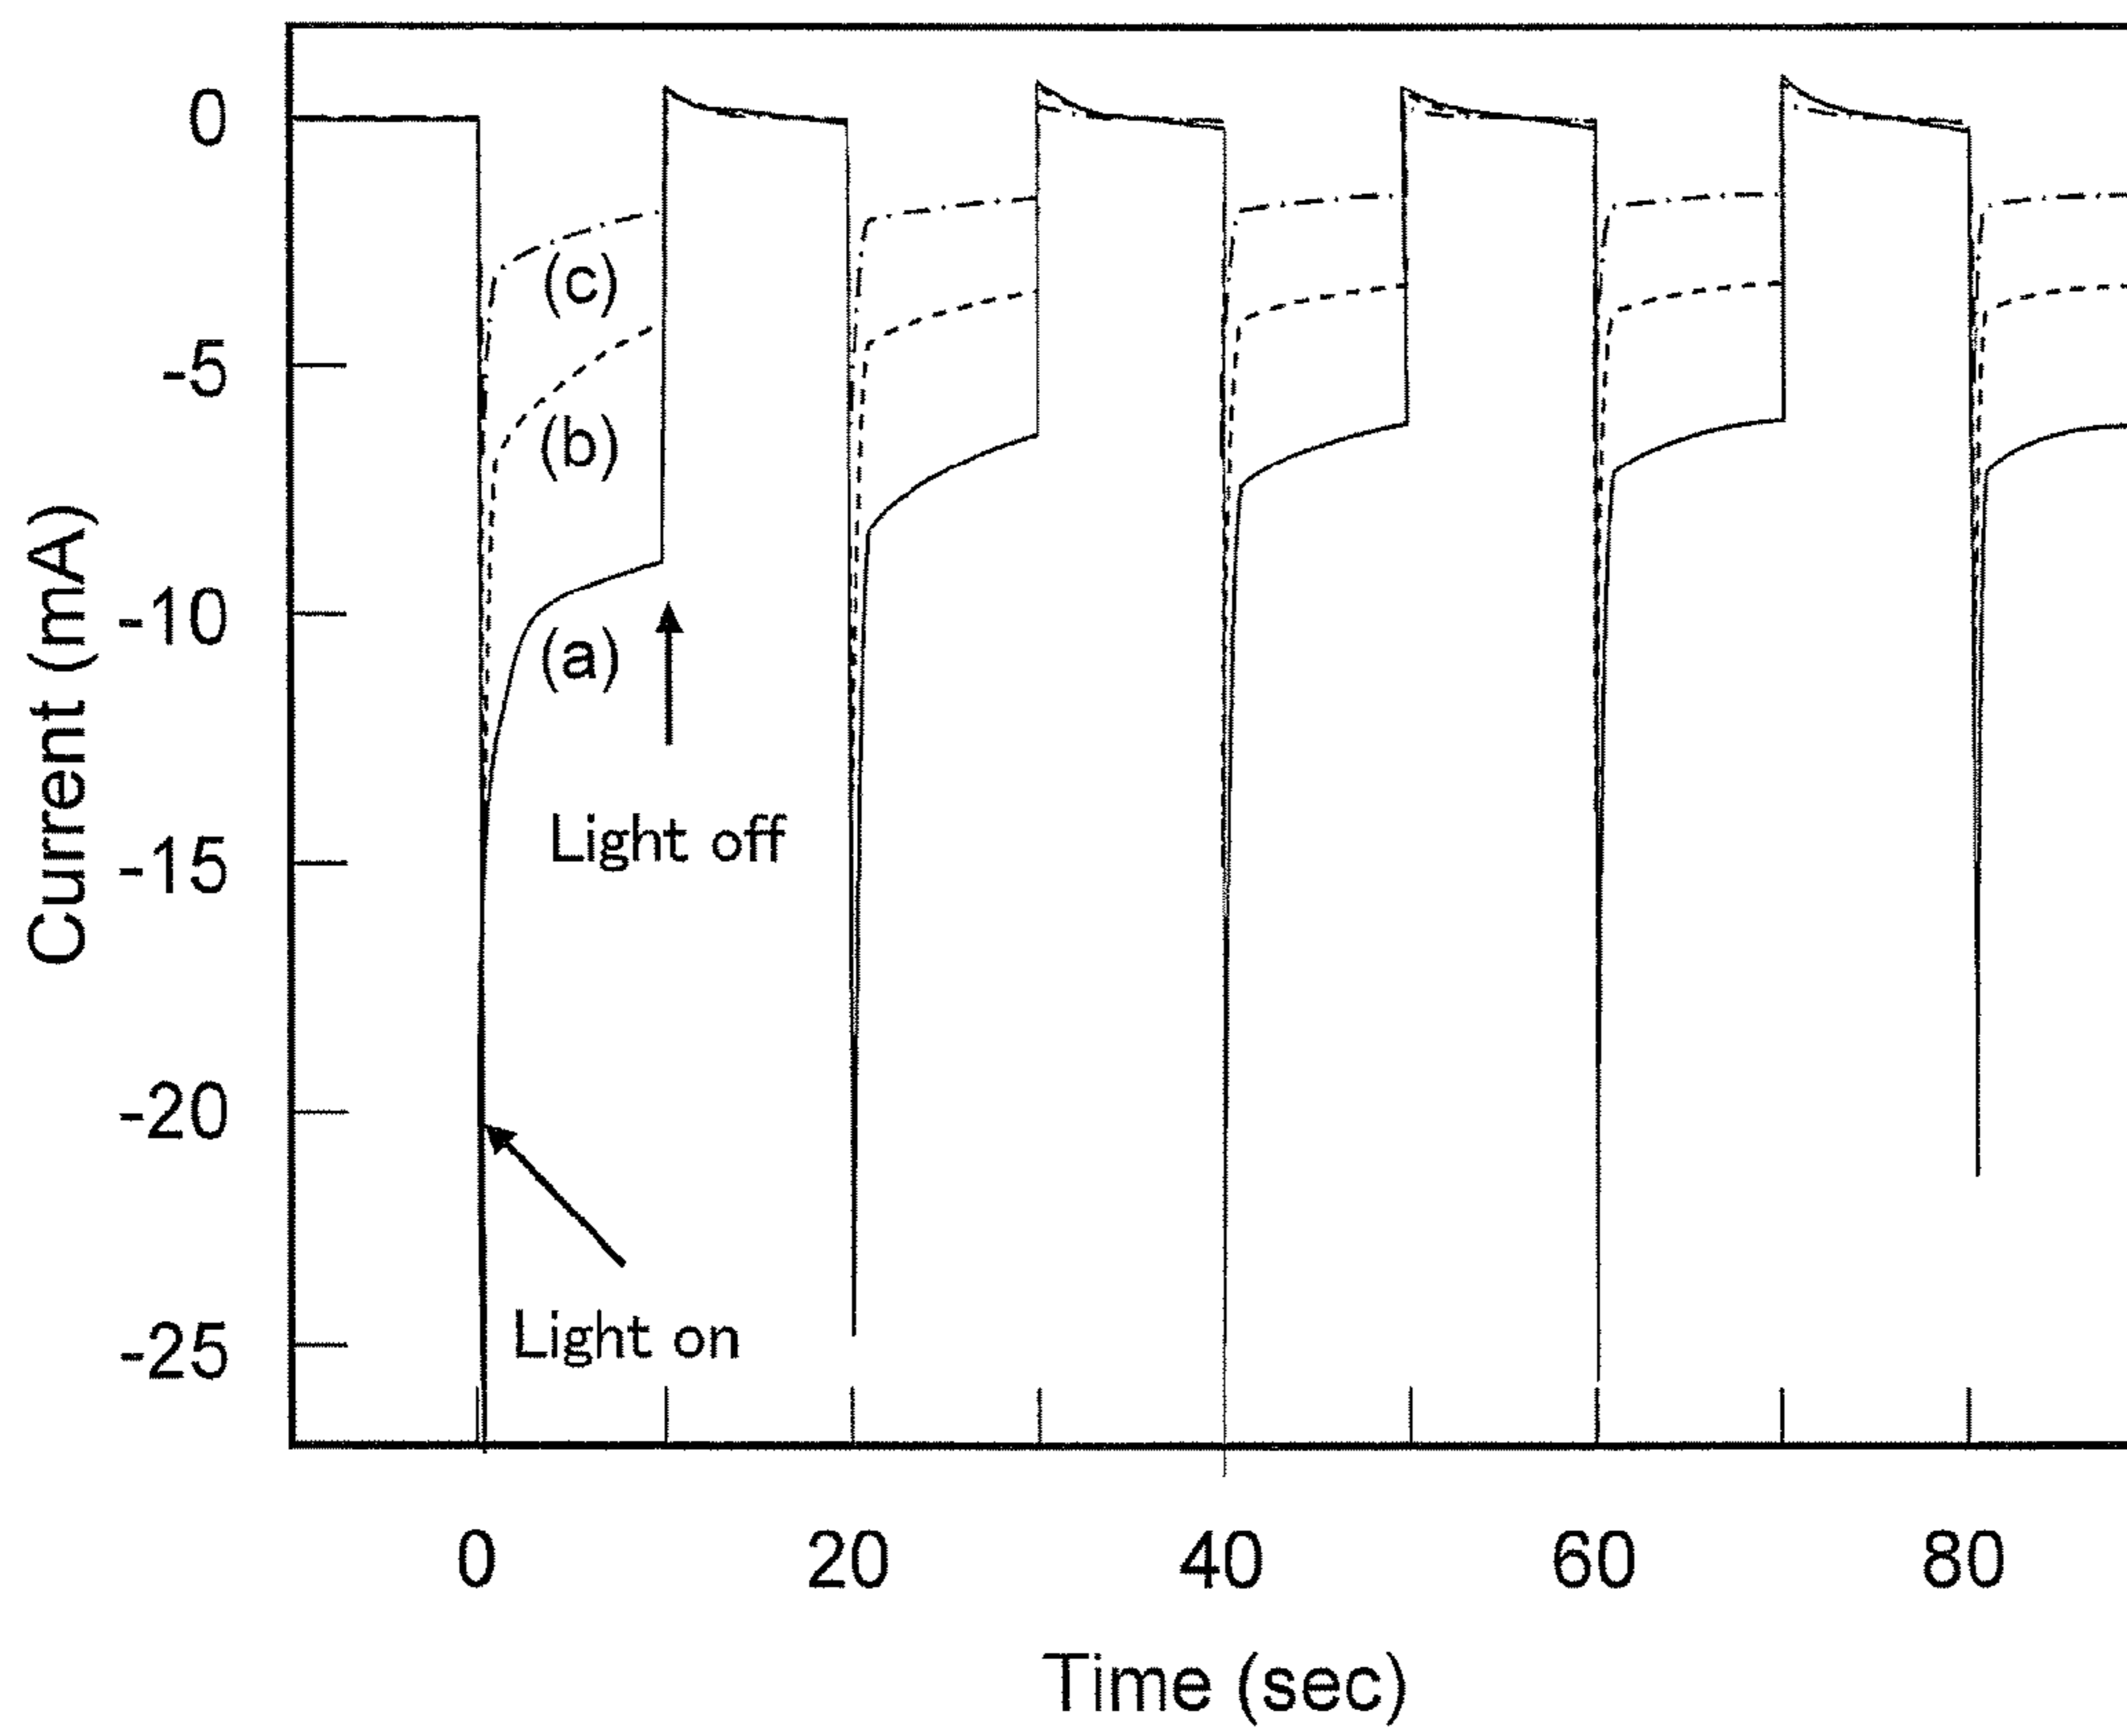 0
-5
-10
-15
-20
-25
Current (mA)
(c)
(b)
(a)
Light off
Light on
0 20 40 60 80
Time (sec)